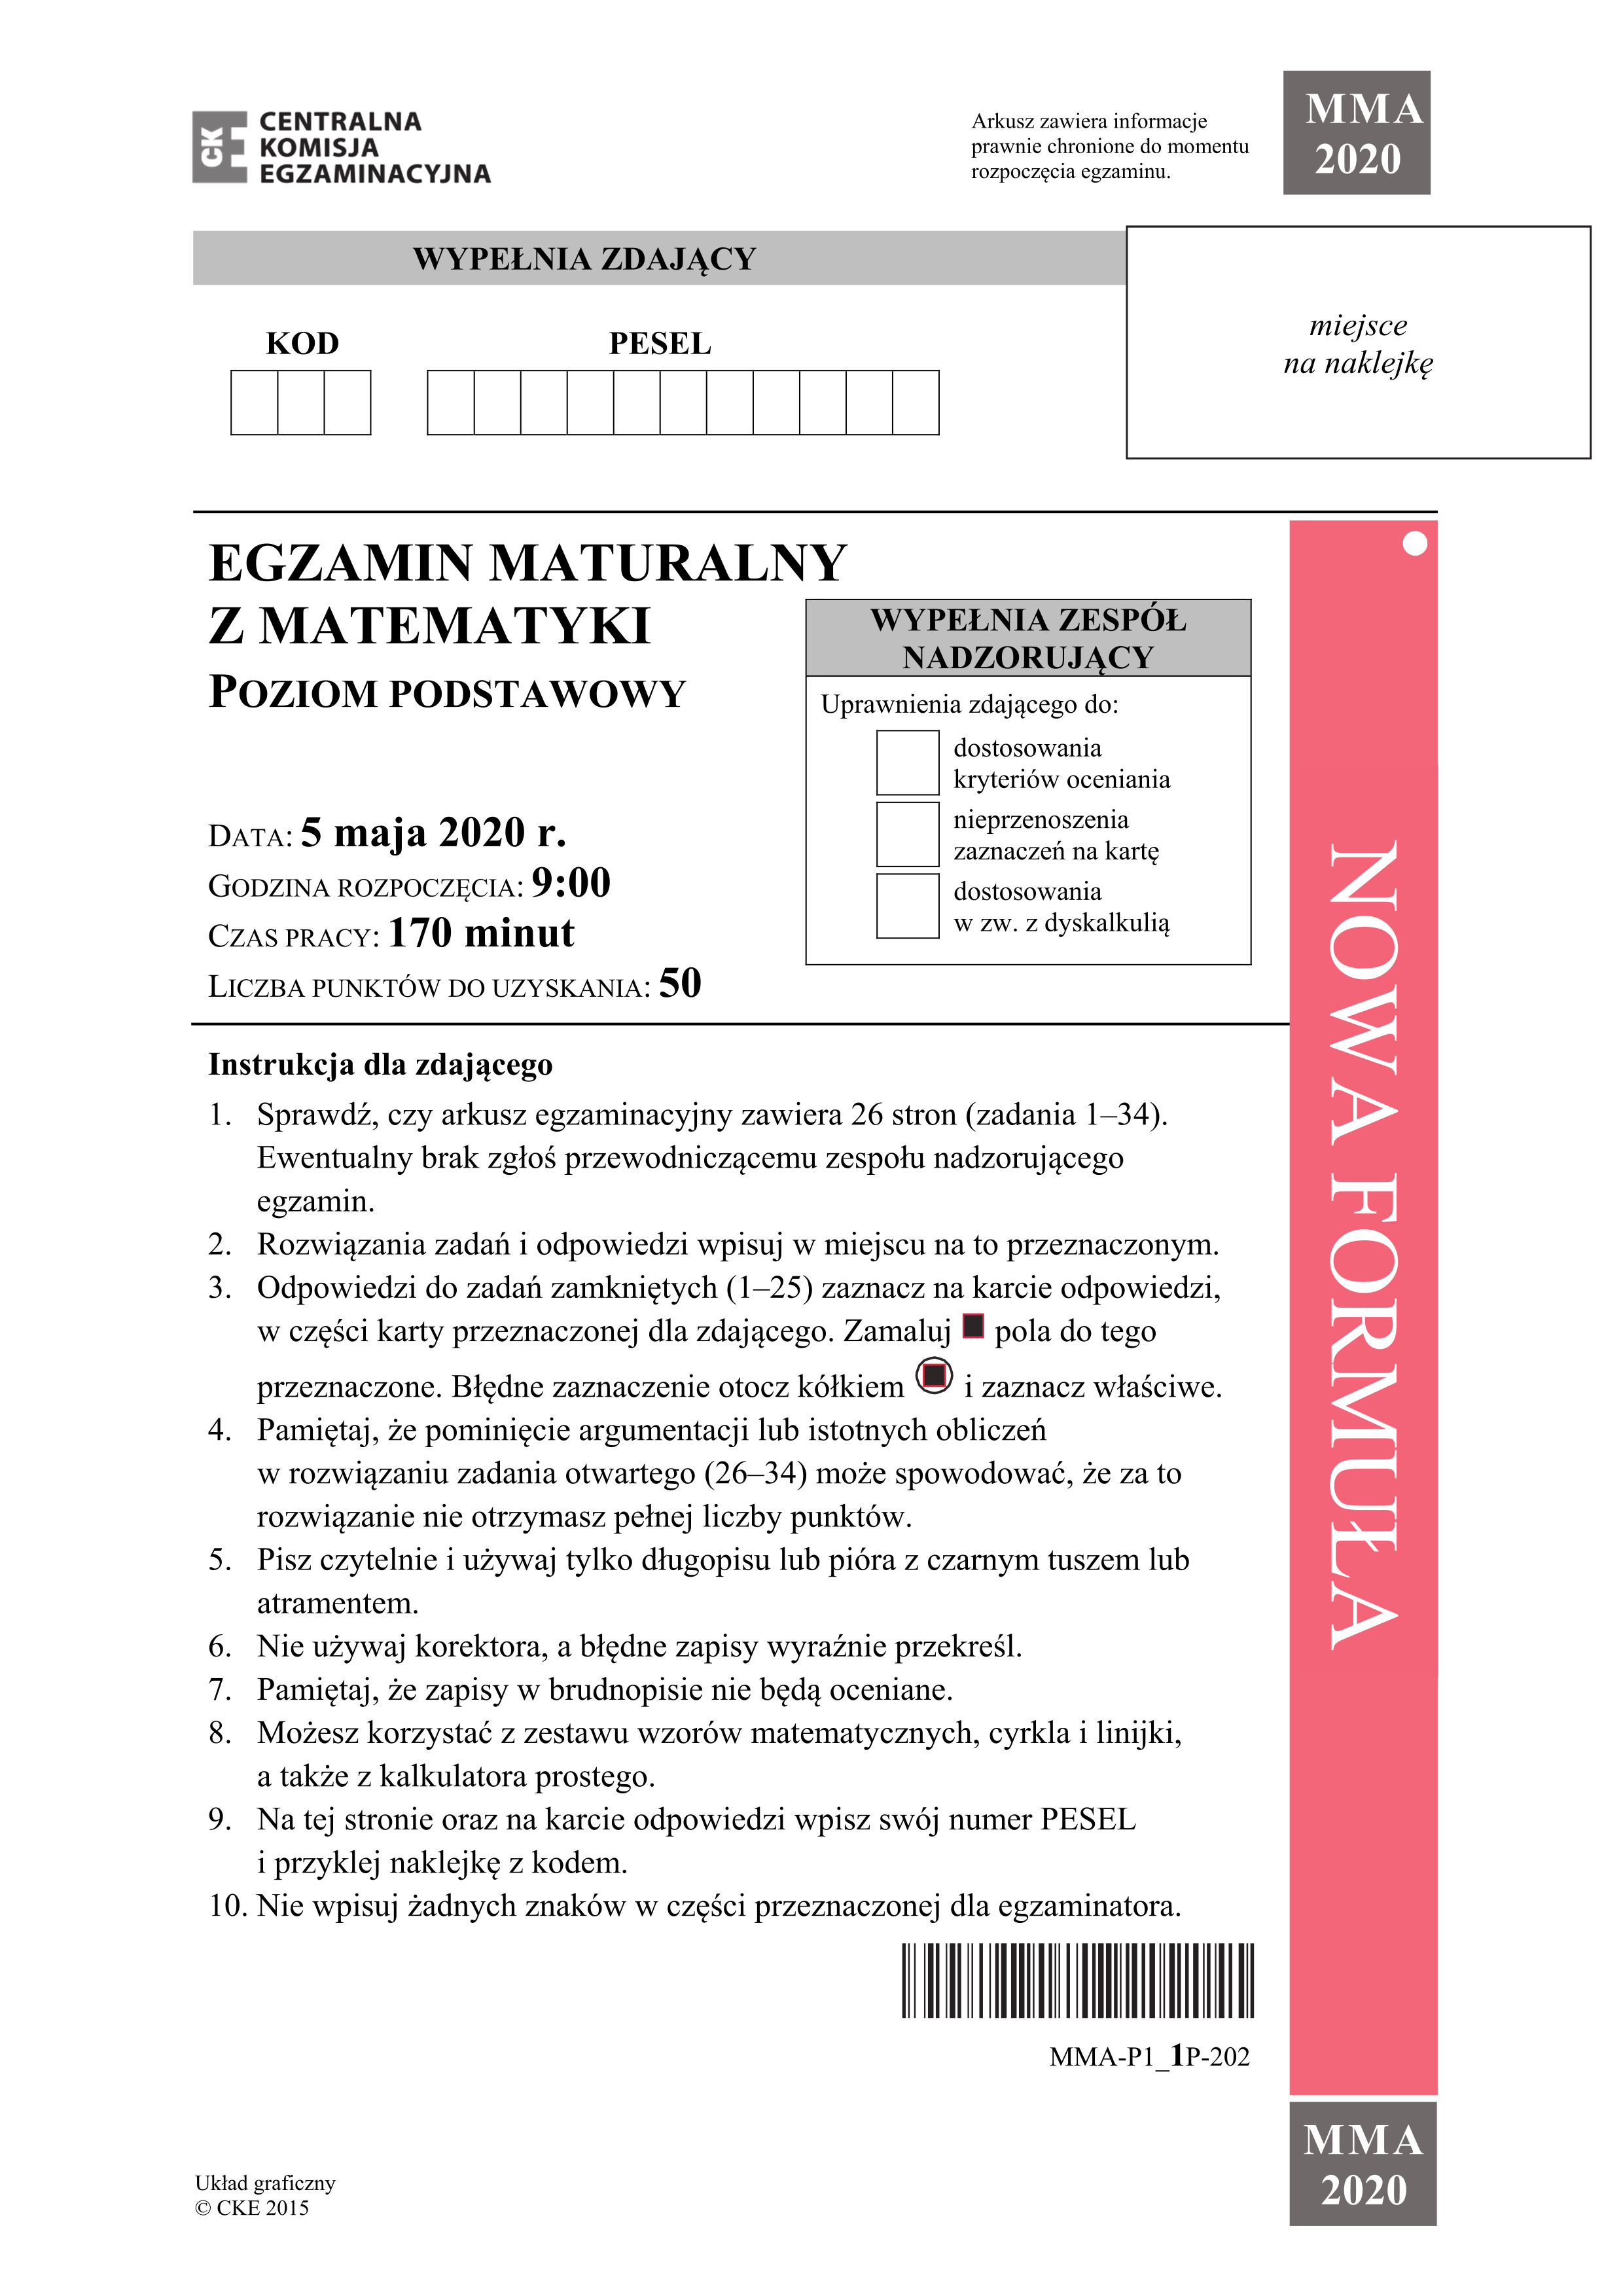 CK
CENTRALNA
KOMISJA
EGZAMINACYJNA
Arkusz zawiera informacje
prawnie chronione do momentu
rozpoczęcia egzaminu.
MMA
2020
WYPEŁNIA ZDAJĄCY
miejsce
na naklejkę
KOD PESEL
EGZAMIN MATURALNY
Z MATEMATYKI
POZIOM PODSTAWOWY
DATA: 5 maja 2020 r.
GODZINA ROZPOCZĘCIA: 9:00
CZAS PRACY: 170 minut
LICZBA PUNKTÓW DO UZYSKANIA: 50
WYPEŁNIA ZESPÓŁ
NADZORUJĄCY
Uprawnienia zdającego do:
dostosowania
kryteriów oceniania
nieprzenoszenia
zaznaczeń na kartę
dostosowania
w zw. z dyskalkulią
NOWA FORMUŁA
Instrukcja dla zdającego
1. Sprawdź, czy arkusz egzaminacyjny zawiera 26 stron (zadania 1–34).
Ewentualny brak zgłoś przewodniczącemu zespołu nadzorującego
egzamin.
2. Rozwiązania zadań i odpowiedzi wpisuj w miejscu na to przeznaczonym.
3. Odpowiedzi do zadań zamkniętych (1–25) zaznacz na karcie odpowiedzi,
w części karty przeznaczonej dla zdającego. Zamaluj pola do tego
przeznaczone. Błędne zaznaczenie otocz kółkiem i zaznacz właściwe.
4. Pamiętaj, że pominięcie argumentacji lub istotnych obliczeń
w rozwiązaniu zadania otwartego (26–34) może spowodować, że za to
rozwiązanie nie otrzymasz pełnej liczby punktów.
5. Pisz czytelnie i używaj tylko długopisu lub pióra z czarnym tuszem lub
atramentem.
6. Nie używaj korektora, a błędne zapisy wyraźnie przekreśl.
7. Pamiętaj, że zapisy w brudnopisie nie będą oceniane.
8. Możesz korzystać z zestawu wzorów matematycznych, cyrkla i linijki,
a także z kalkulatora prostego.
9. Na tej stronie oraz na karcie odpowiedzi wpisz swój numer PESEL
i przyklej naklejkę z kodem.
10. Nie wpisuj żadnych znaków w części przeznaczonej dla egzaminatora.
MMA-P1_1P-202
MMA
2020
Układ graficzny
© CKE 2015